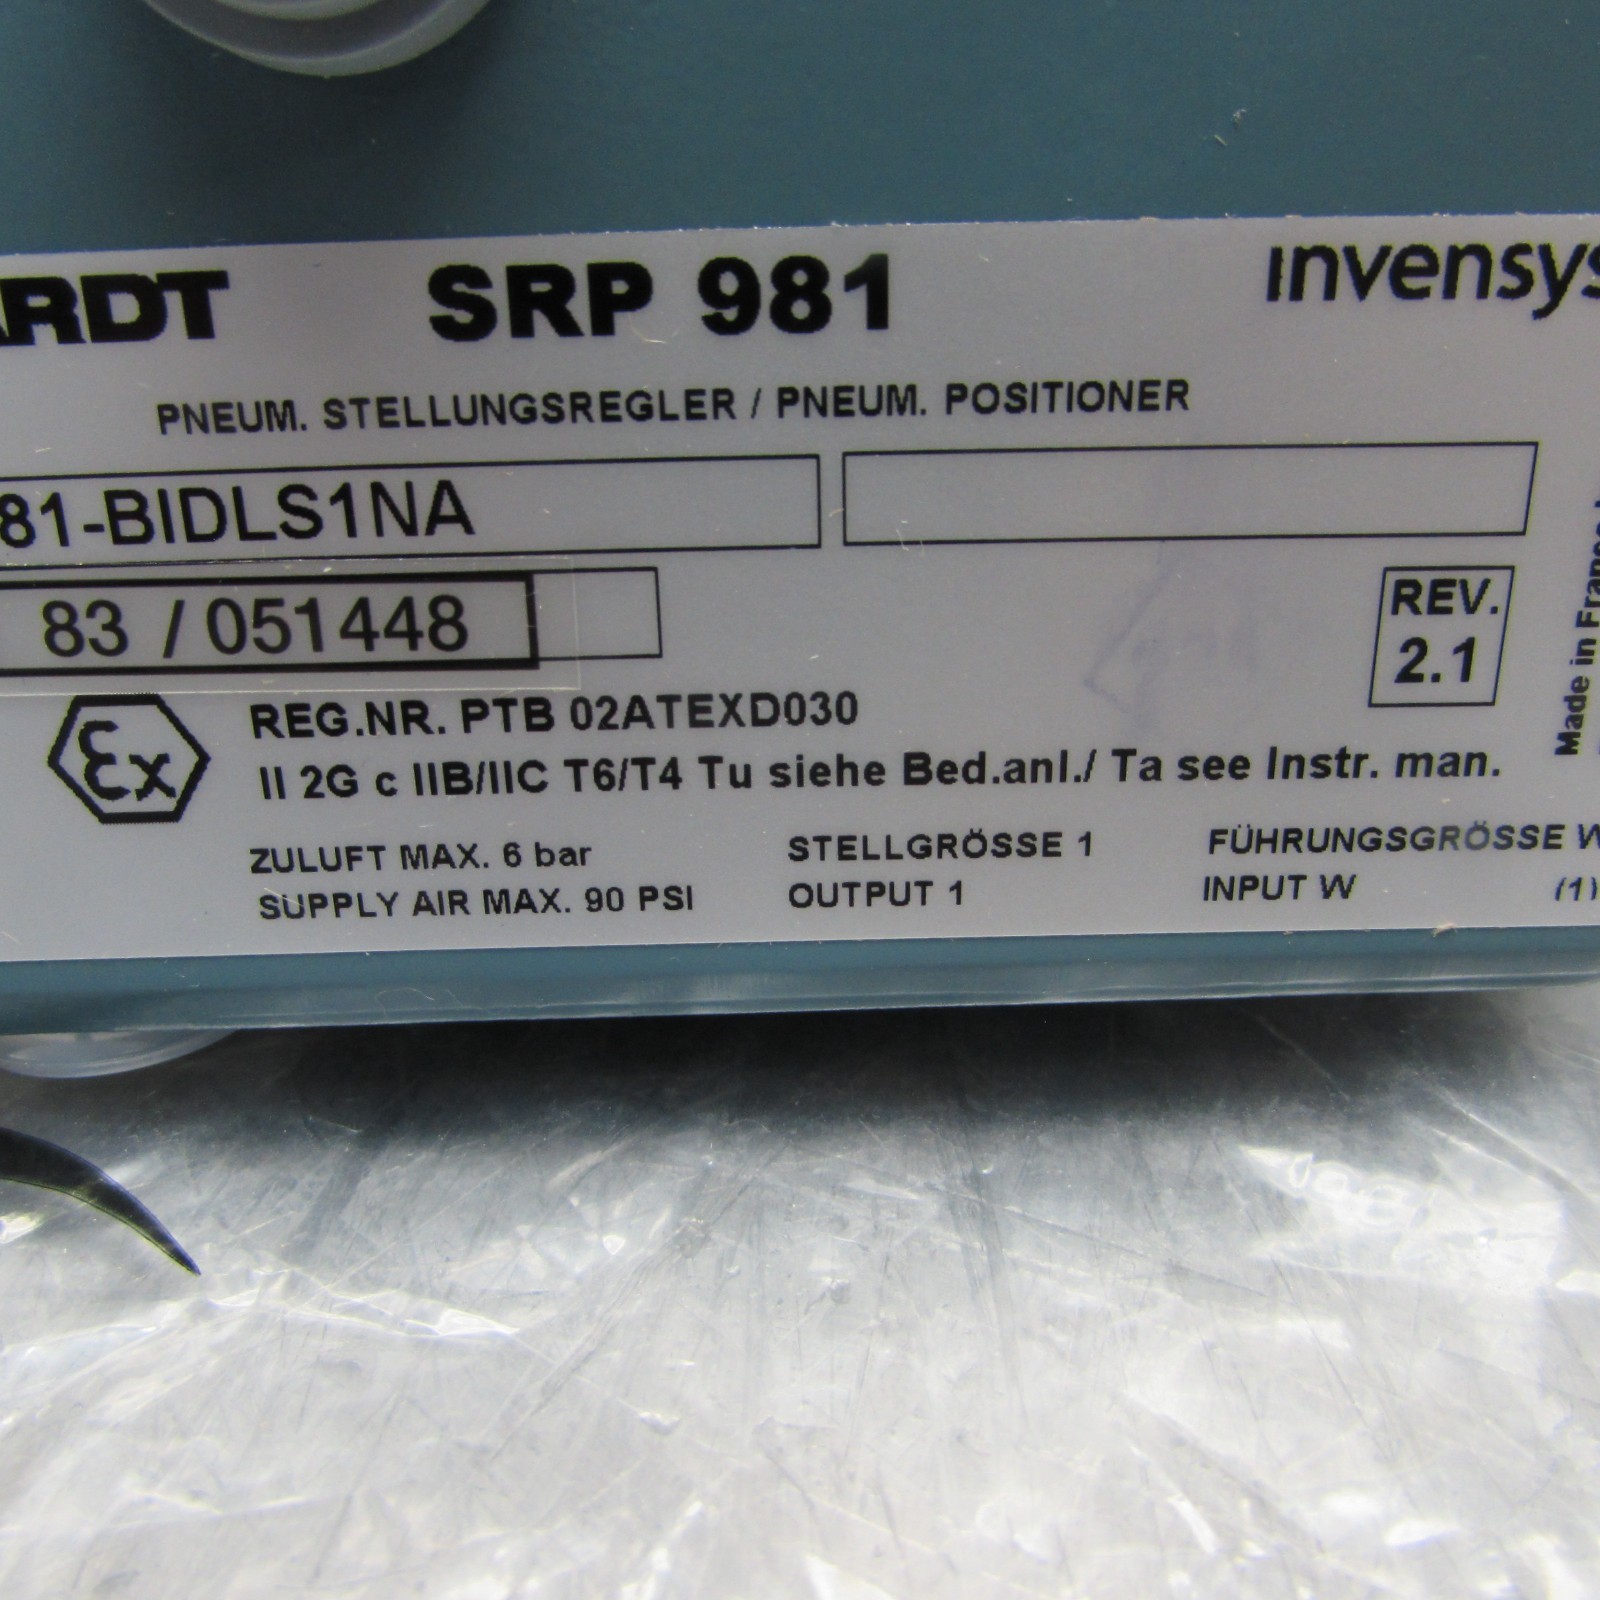 ARDT SRP 981 invensys
PNEUM. STELLUNGSREGLER / PNEUM. POSITIONER
81-BIDLS1NA
83 / 051448
REV.
2.1
Made in France
Ex
REG.NR. PTB 02ATEXD030
II 2G c IIB/IIC T6/T4 Tu siehe Bed.anl./ Ta see Instr. man.
ZULUFT MAX. 6 bar STELLGRÖSSE 1 FÜHRUNGSGRÖSSE W
SUPPLY AIR MAX. 90 PSI OUTPUT 1 INPUT W (1)